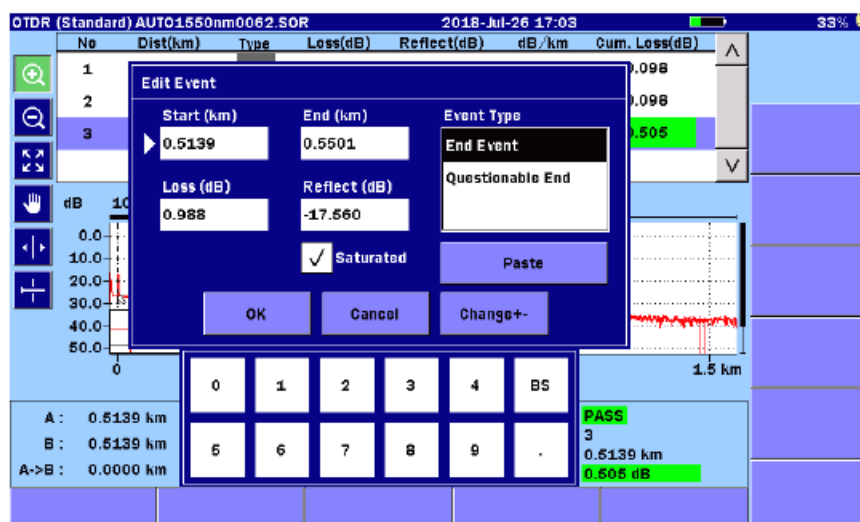 OTDR (Standard) AUTO1550nm0062.SOR 2018-Jul-26 17:03 33%
No Dist(km) Type Loss(dB) Reflect(dB) dB/km Cum. Loss(dB)
1 .098
2 .098
3 .505
Edit Event
Start (km) End (km) Event Type
0.5139 0.5501 End Event
Questionable End
Loss (dB) Reflect (dB)
0.988 -17.560
✓ Saturated Paste
OK Cancel Change+-
dB 10
0.0
10.0
20.0
30.0
40.0
50.0
0 1.5 km
0 1 2 3 4 BS
5 6 7 8 9 .
A : 0.5139 km
B : 0.5139 km
A->B : 0.0000 km
PASS
3
0.5139 km
0.505 dB